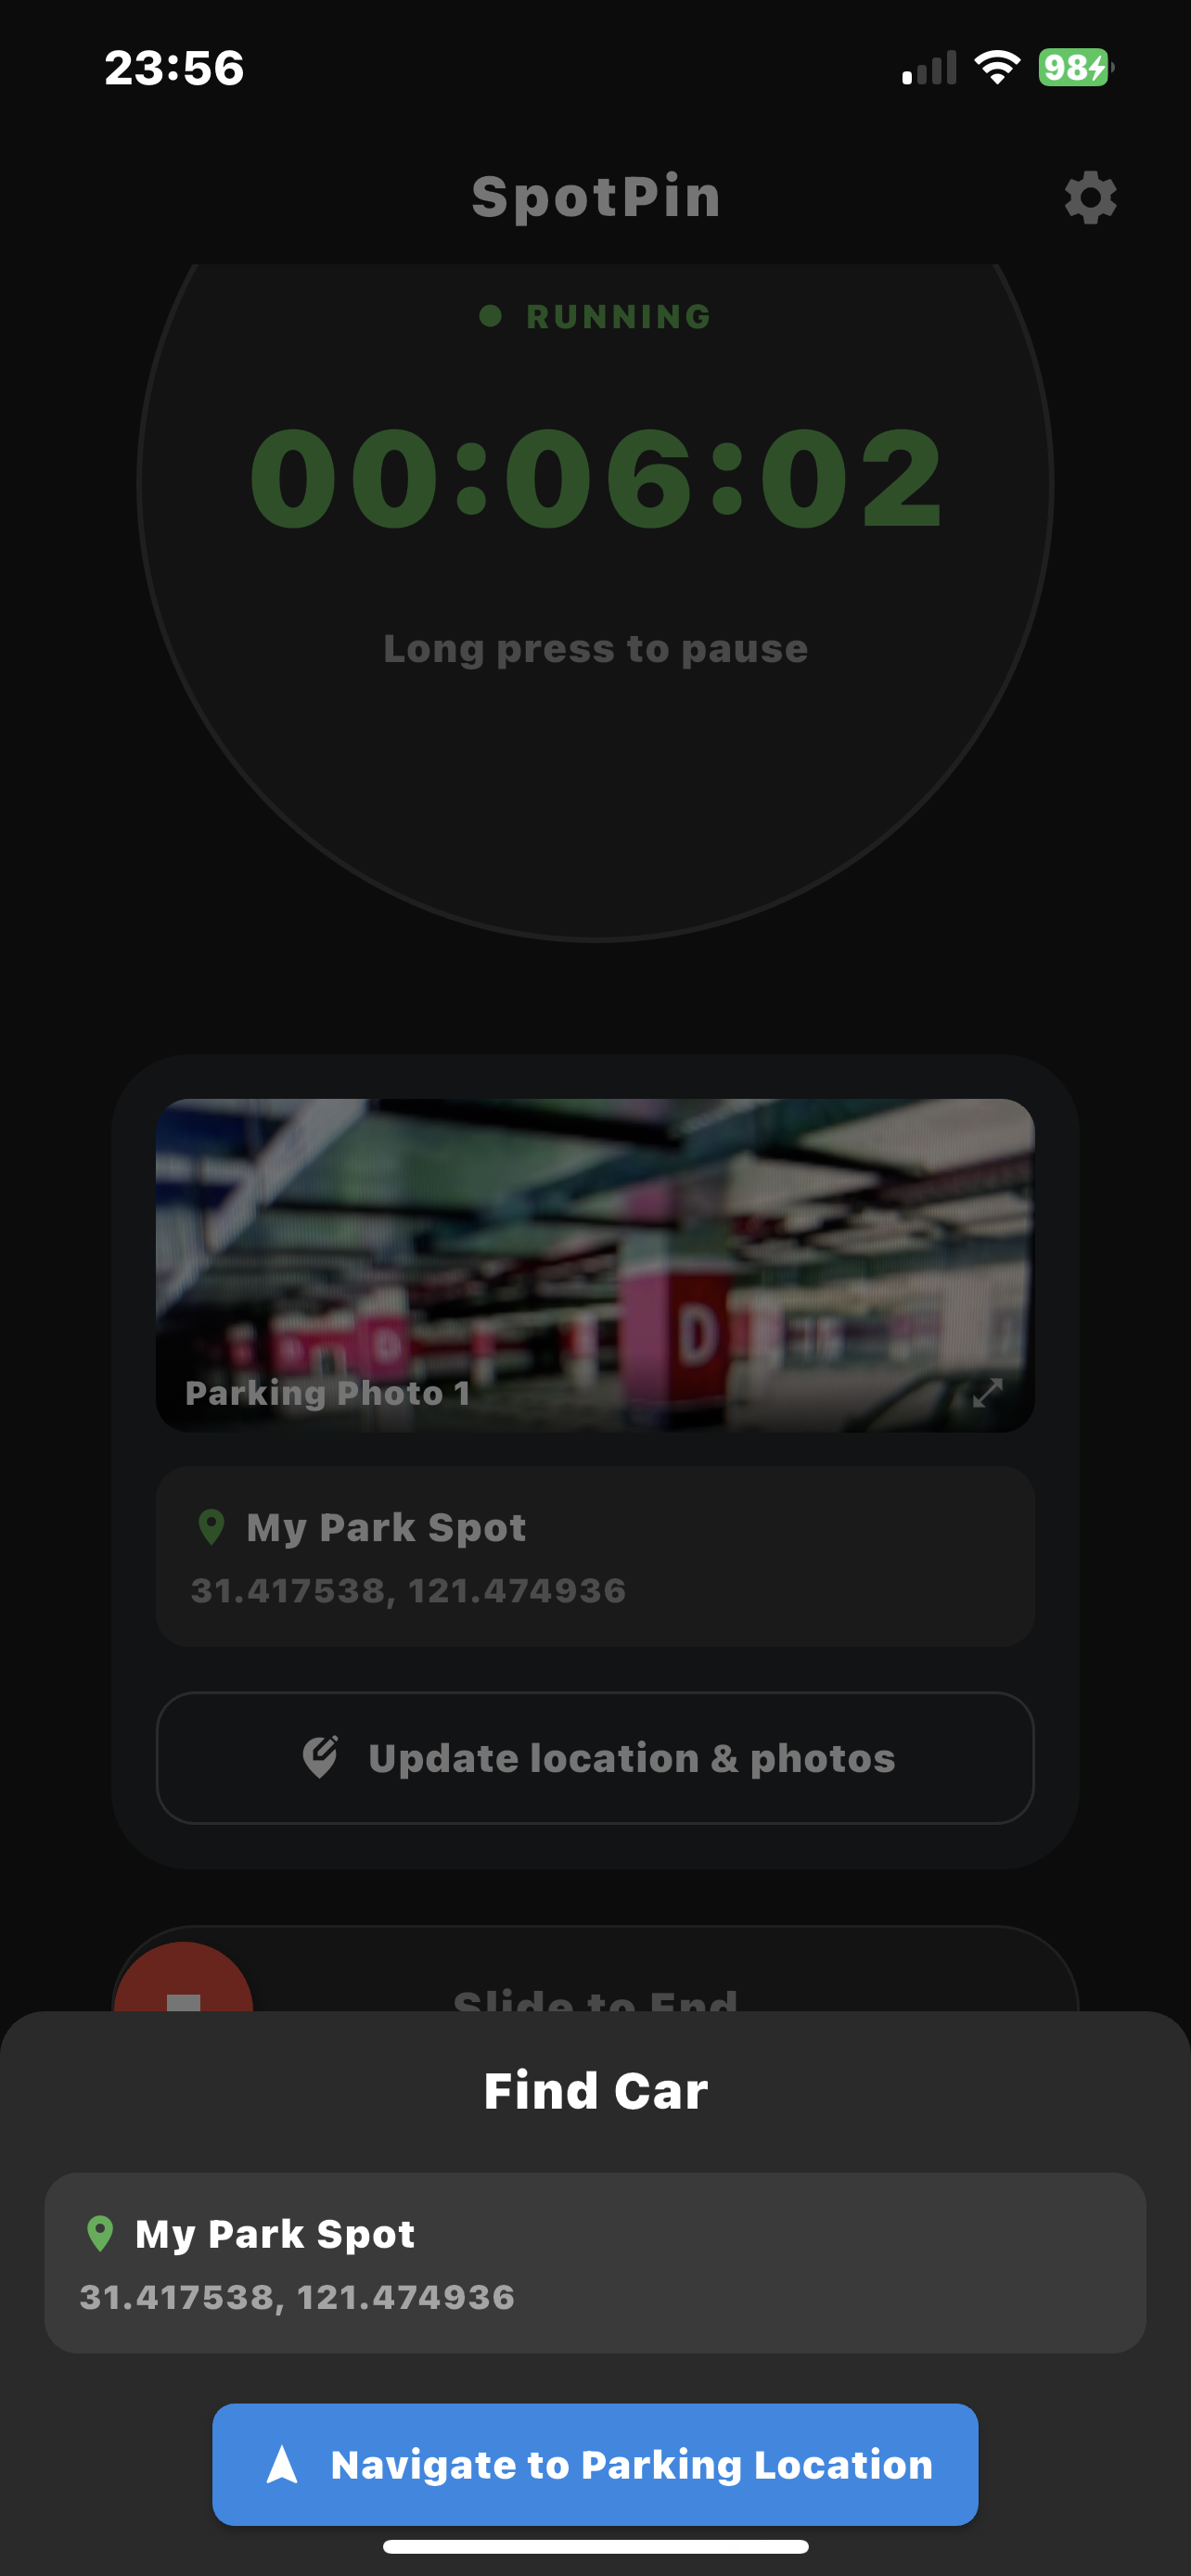 23:56
98
SpotPin
RUNNING
00:06:02
Long press to pause
D
D
Parking Photo 1
My Park Spot
31.417538, 121.474936
Update location & photos
Slide to End
Find Car
My Park Spot
31.417538, 121.474936
Navigate to Parking Location